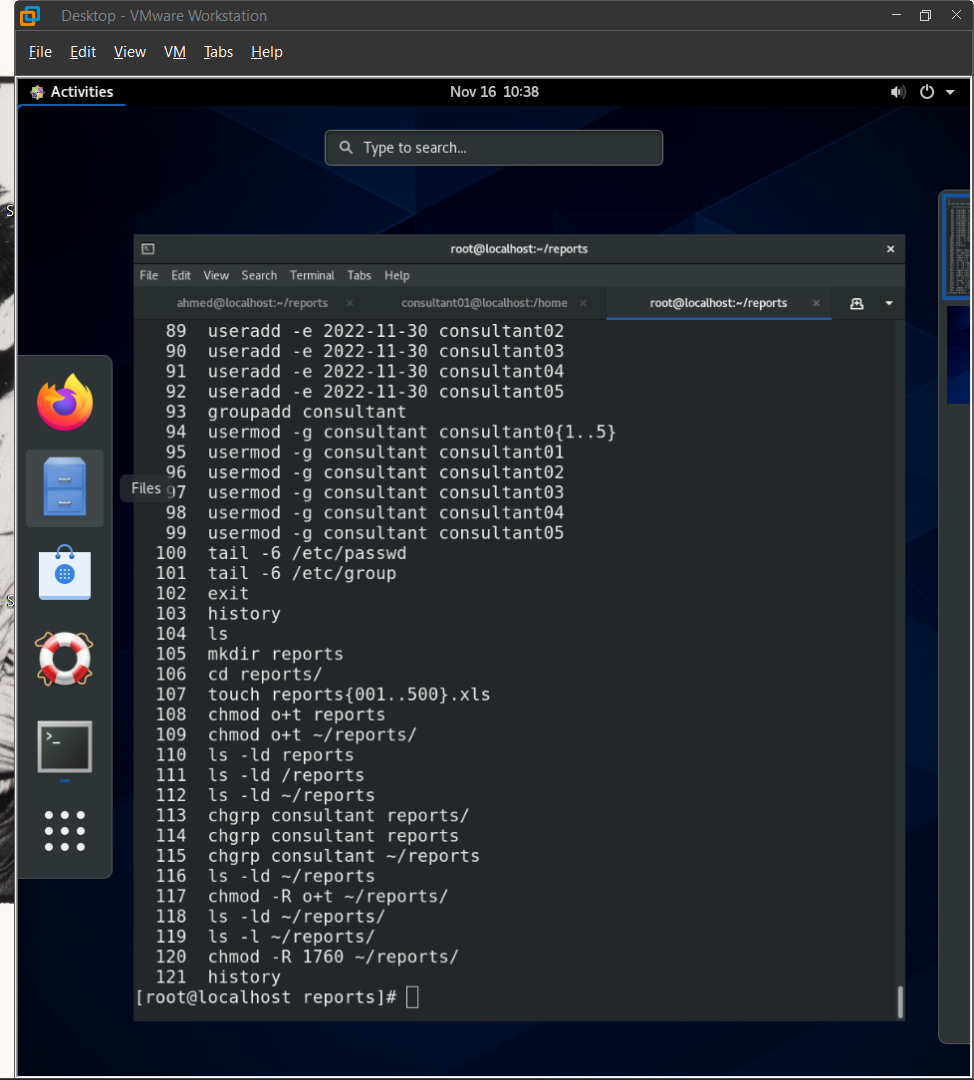 Desktop - VMware Workstation
File Edit View VM Tabs Help
Activities
Nov 16 10:38
Type to search...
root@localhost:~/reports
File Edit View Search Terminal Tabs Help
ahmed@localhost:~/reports
consultant01@localhost:/home
root@localhost:~/reports
89 useradd -e 2022-11-30 consultant02
90 useradd -e 2022-11-30 consultant03
91 useradd -e 2022-11-30 consultant04
92 useradd -e 2022-11-30 consultant05
93 groupadd consultant
94 usermod -g consultant consultant0{1..5}
95 usermod -g consultant consultant01
96 usermod -g consultant consultant02
Files
97 usermod -g consultant consultant03
98 usermod -g consultant consultant04
99 usermod -g consultant consultant05
100 tail -6 /etc/passwd
101 tail -6 /etc/group
102 exit
103 history
104 ls
105 mkdir reports
106 cd reports/
107 touch reports{001..500}.xls
108 chmod o+t reports
109 chmod o+t ~/reports/
110 ls -ld reports
111 ls -ld /reports
112 ls -ld ~/reports
113 chgrp consultant reports/
114 chgrp consultant reports
115 chgrp consultant ~/reports
116 ls -ld ~/reports
117 chmod -R o+t ~/reports/
118 ls -ld ~/reports/
119 ls -l ~/reports/
120 chmod -R 1760 ~/reports/
121 history
[root@localhost reports]#